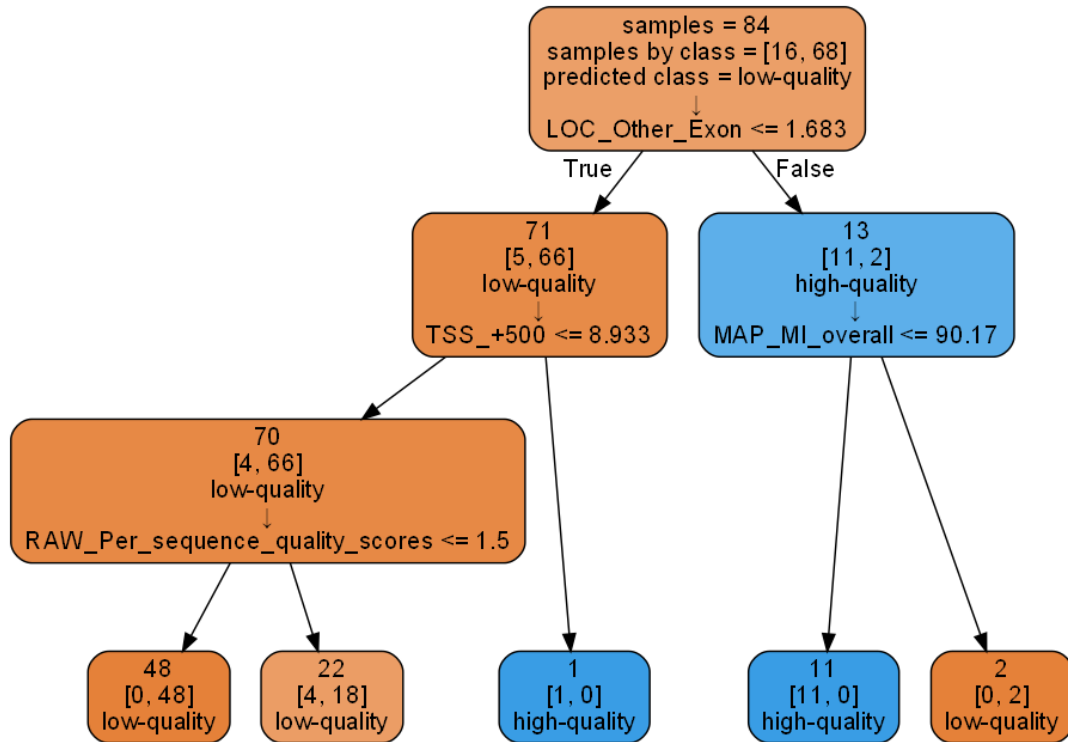 samples = 84
samples by class = [16, 68]
predicted class = low-quality
↓
LOC_Other_Exon <= 1.683
True
False
71
[5, 66]
low-quality
↓
TSS_+500 <= 8.933
13
[11, 2]
high-quality
↓
MAP_MI_overall <= 90.17
70
[4, 66]
low-quality
↓
RAW_Per_sequence_quality_scores <= 1.5
48
[0, 48]
low-quality
22
[4, 18]
low-quality
1
[1, 0]
high-quality
11
[11, 0]
high-quality
2
[0, 2]
low-quality